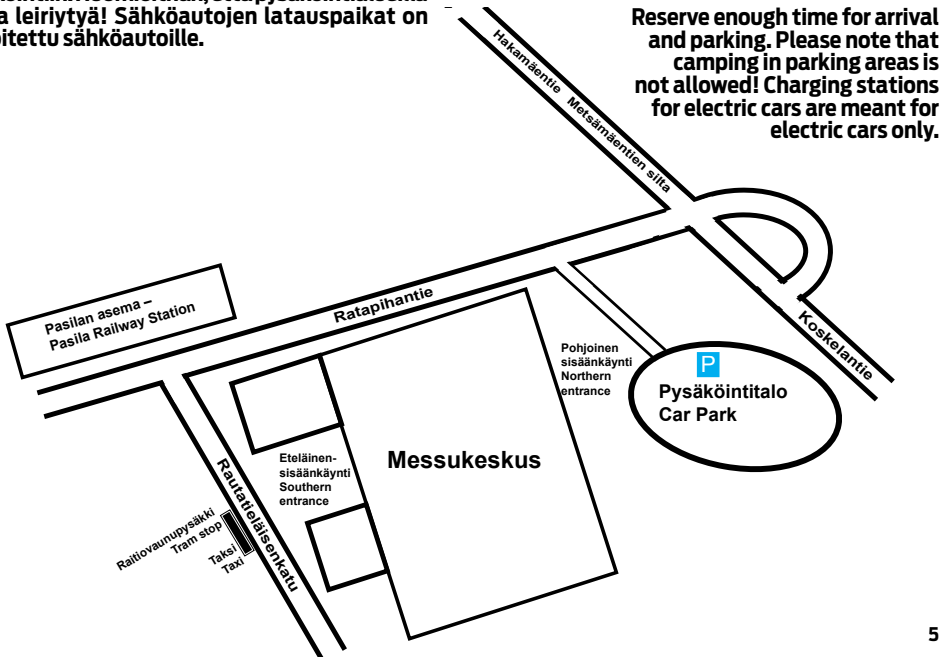 a leiriytyä! Sähköautojen latauspaikat on
oitettu sähköautoille.
Reserve enough time for arrival
and parking. Please note that
camping in parking areas is
not allowed! Charging stations
for electric cars are meant for
electric cars only.
Hakamäentie Metsämäentien silta
Pasilan asema –
Pasila Railway Station
Ratapihantie
Koskelantie
Pohjoinen
sisäänkäynti
Northern
entrance
P
Pysäköintitalo
Car Park
Messukeskus
Eteläinen-
sisäänkäynti
Southern
entrance
Rautatieläisenkatu
Raitiovaunupysäkki
Tram stop
Taksi
Taxi
5